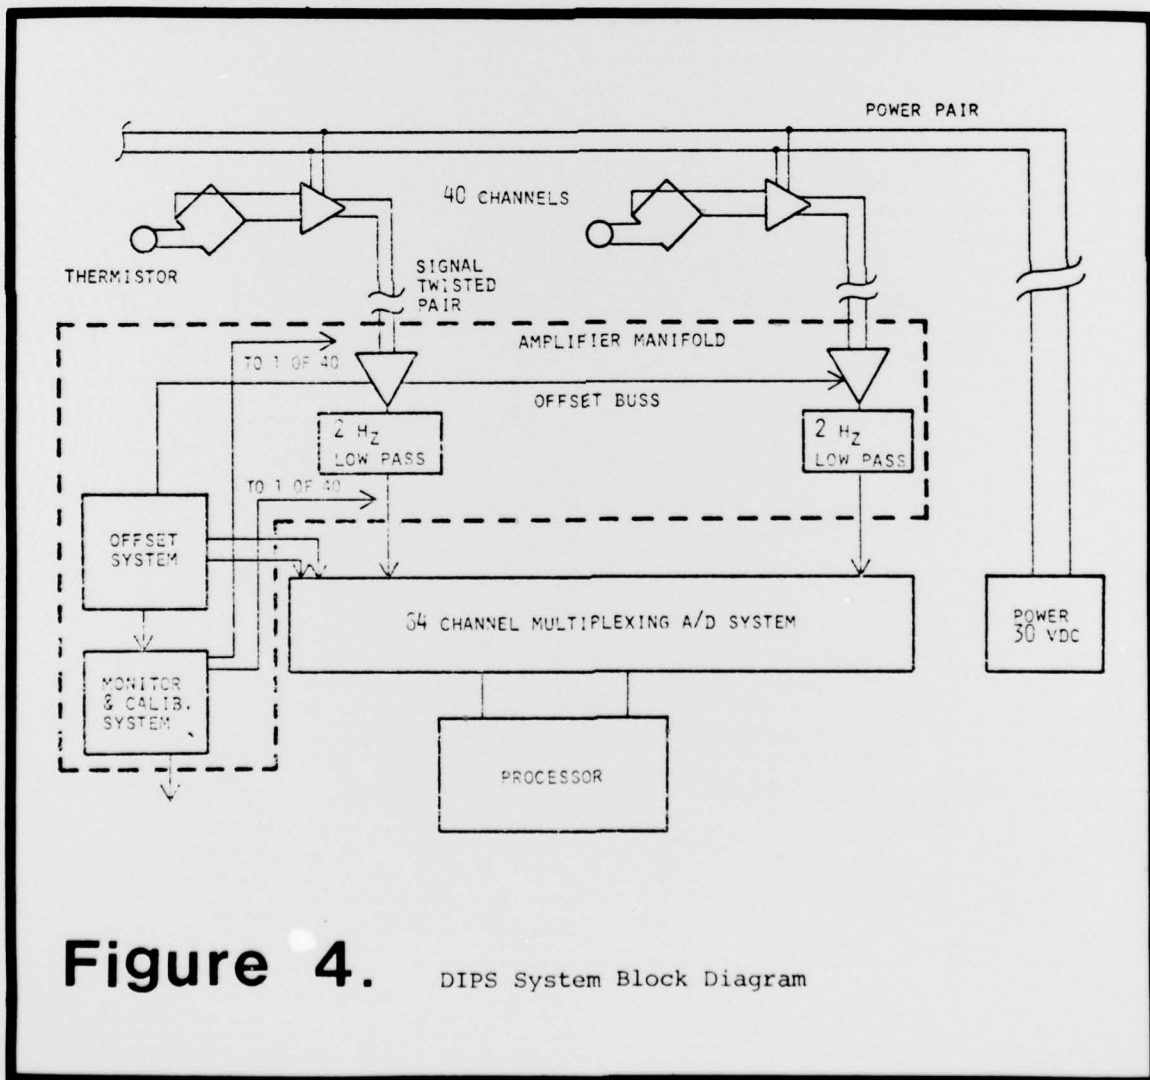 POWER PAIR
40 CHANNELS
THERMISTOR
SIGNAL
TWISTED
PAIR
AMPLIFIER MANIFOLD
TO 1 OF 40
OFFSET BUSS
2 HZ
LOW PASS
2 HZ
LOW PASS
TO 1 OF 40
OFFSET
SYSTEM
64 CHANNEL MULTIPLEXING A/D SYSTEM
POWER
30 VDC
MONITOR
& CALIB.
SYSTEM
PROCESSOR
Figure 4. DIPS System Block Diagram